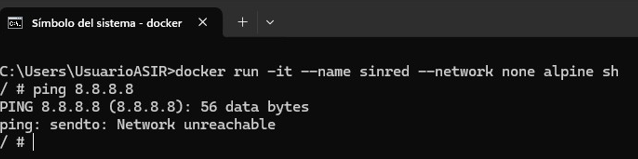 Símbolo del sistema - docker
C:\Users\UsuarioASIR>docker run -it --name sinred --network none alpine sh
/ # ping 8.8.8.8
PING 8.8.8.8 (8.8.8.8): 56 data bytes
ping: sendto: Network unreachable
/ #